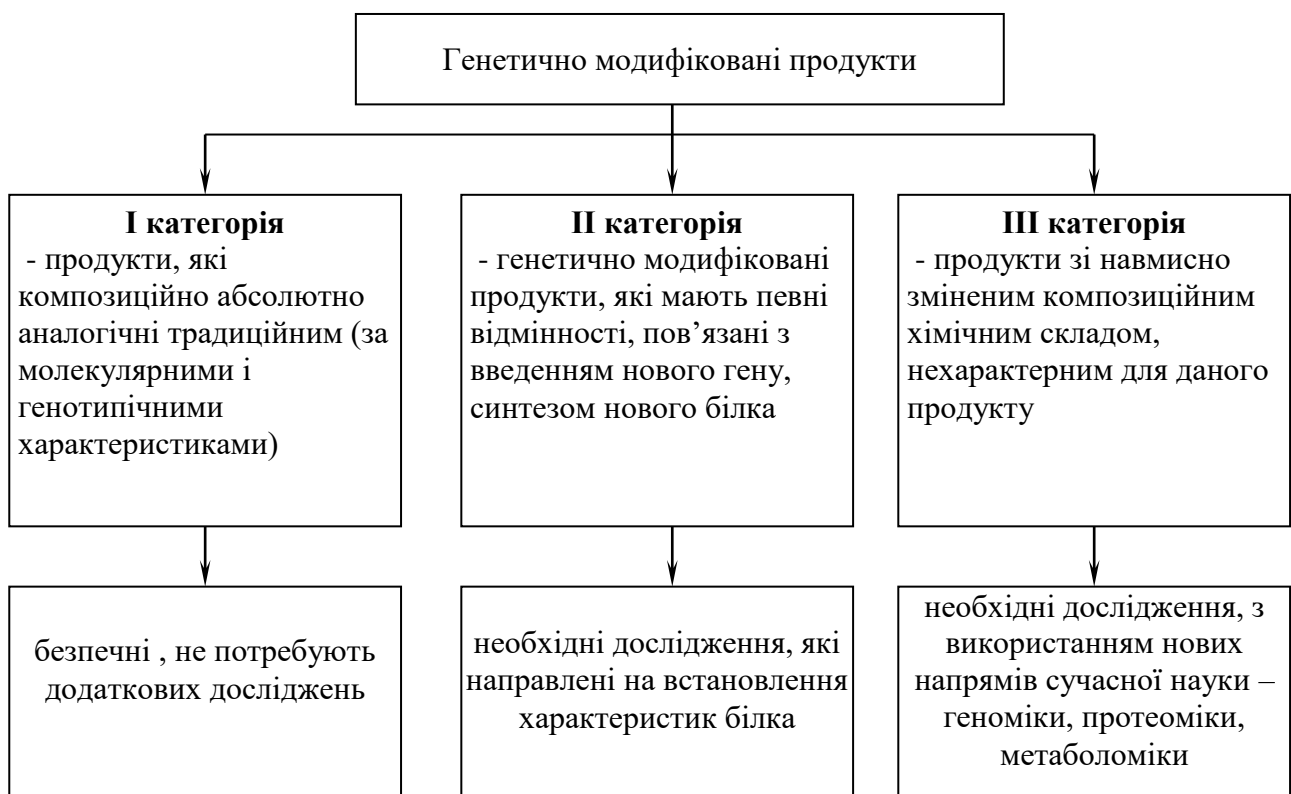 Генетично модифіковані продукти
І категорія
- продукти, які
композиційно абсолютно
аналогічні традиційним (за
молекулярними і
генотипічними
характеристиками)
ІІ категорія
- генетично модифіковані
продукти, які мають певні
відмінності, пов’язані з
введенням нового гену,
синтезом нового білка
ІІІ категорія
- продукти зі навмисно
зміненим композиційним
хімічним складом,
нехарактерним для даного
продукту
безпечні , не потребують
додаткових досліджень
необхідні дослідження, які
направлені на встановлення
характеристик білка
необхідні дослідження, з
використанням нових
напрямів сучасної науки –
геноміки, протеоміки,
метаболоміки